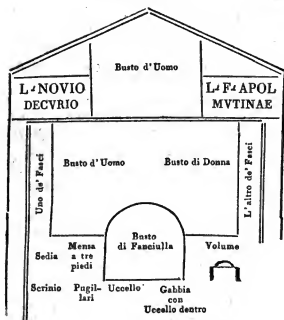 Busto d'Uomo
L. NOVIO
DECVRIO
L. F. APOL
MVTINAE
Uno de' Fasci
Busto d'Uomo
Busto di Donna
L'altro de' Fasci
Busto
di Fanciulla
Sedia
Mensa
a tre
piedi
Volume
Scrinio
Pugil-
lari
Uccello
Gabbia
con
Uccello dentro